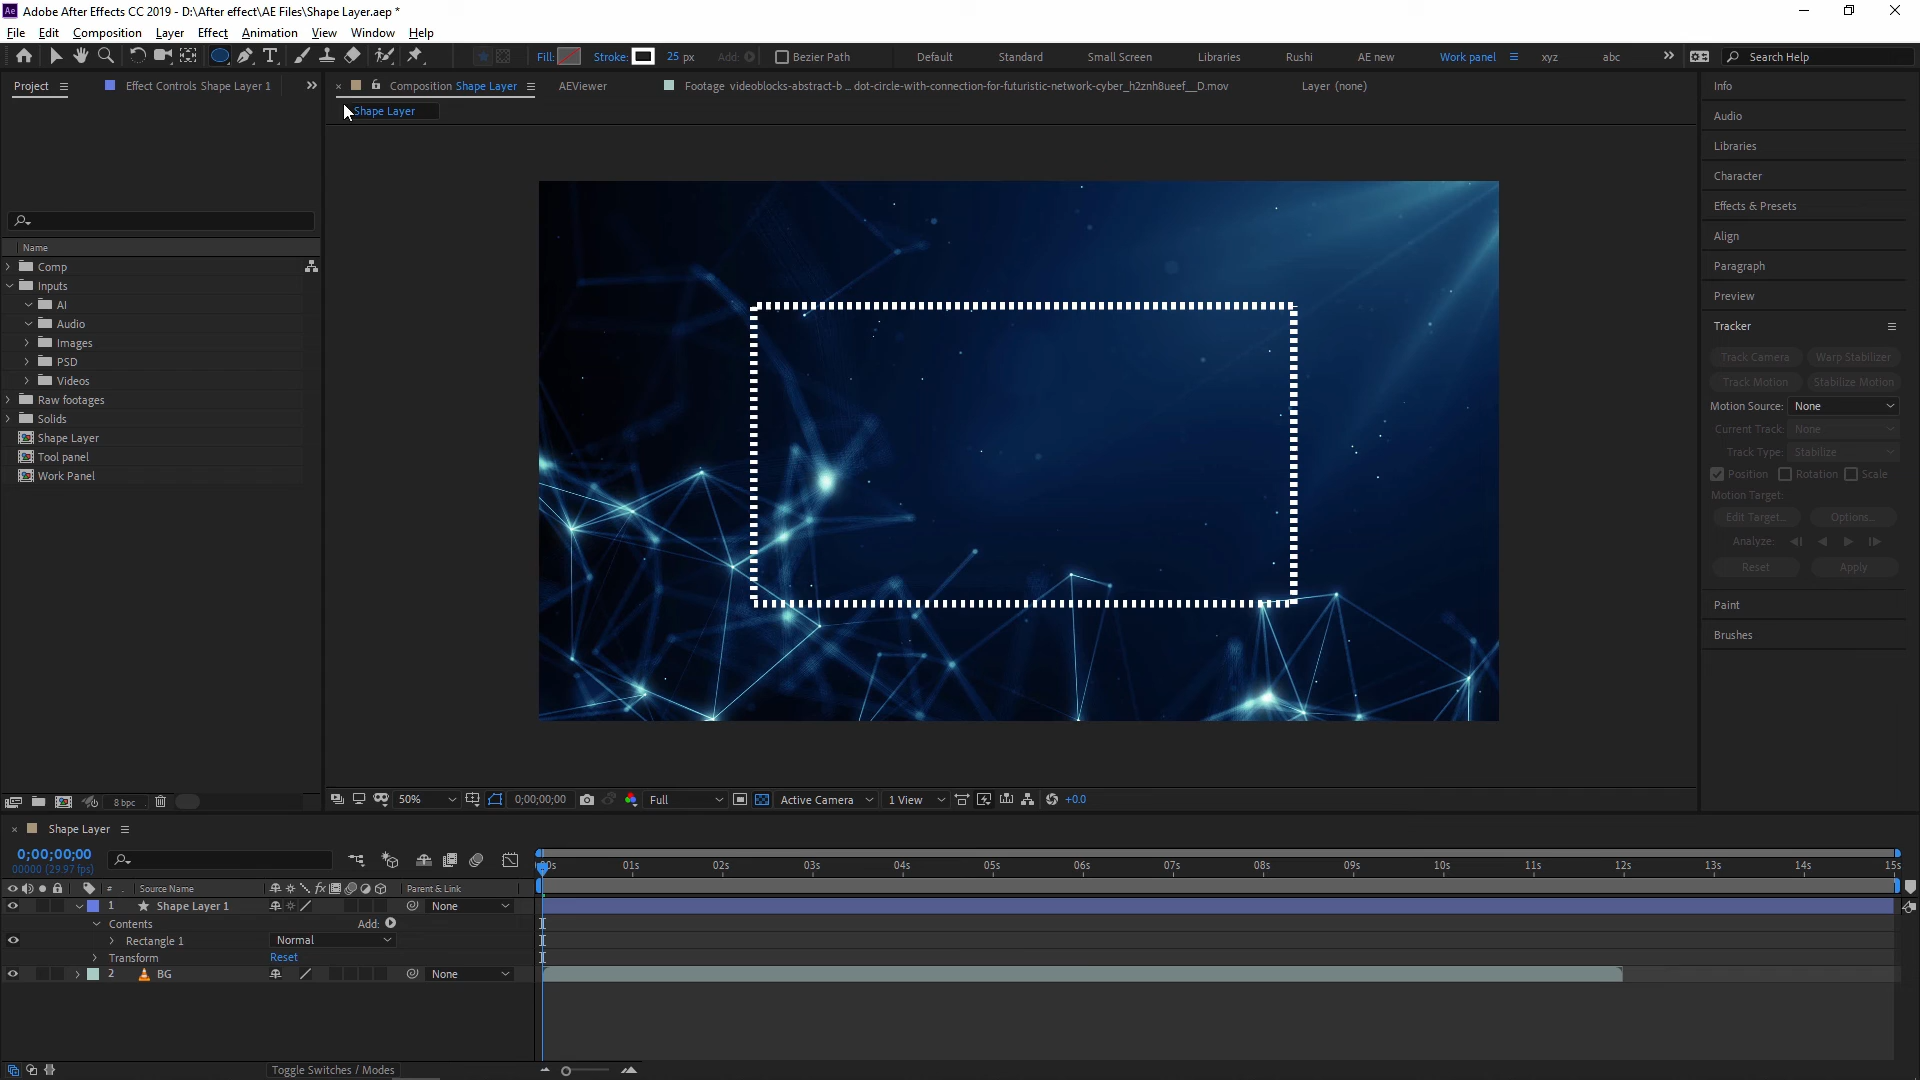 Adobe After Effects CC 2019 - D:\After effect\AE Files\Shape Layer.aep *
File Edit Composition Layer Effect Animation View Window Help
Fill: Stroke: 25 px Add: Bezier Path Default Standard Small Screen Libraries Rushi AE new Work panel xyz abc Search Help
Project Effect Controls Shape Layer 1
Composition Shape Layer AEViewer Footage videoblocks-abstract-b ... dot-circle-with-connection-for-futuristic-network-cyber_h2znh8ueef__D.mov Layer (none)
Shape Layer
Name
Comp
Inputs
AI
Audio
Images
PSD
Videos
Raw footages
Solids
Shape Layer
Tool panel
Work Panel
8 bpc
50% 0;00;00;00 Full Active Camera 1 View +0.0
Info
Audio
Libraries
Character
Effects & Presets
Align
Paragraph
Preview
Tracker
Track Camera Warp Stabilizer
Track Motion Stabilize Motion
Motion Source: None
Current Track: None
Track Type: Stabilize
Position Rotation Scale
Motion Target:
Edit Target... Options...
Analyze:
Reset Apply
Paint
Brushes
Shape Layer
0;00;00;00
00000 (29.97 fps)
01s 02s 03s 04s 05s 06s 07s 08s 09s 10s 11s 12s 13s 14s 15s
# Source Name Parent & Link
1 Shape Layer 1 None
Contents Add:
Rectangle 1 Normal
Transform Reset
2 BG None
Toggle Switches / Modes